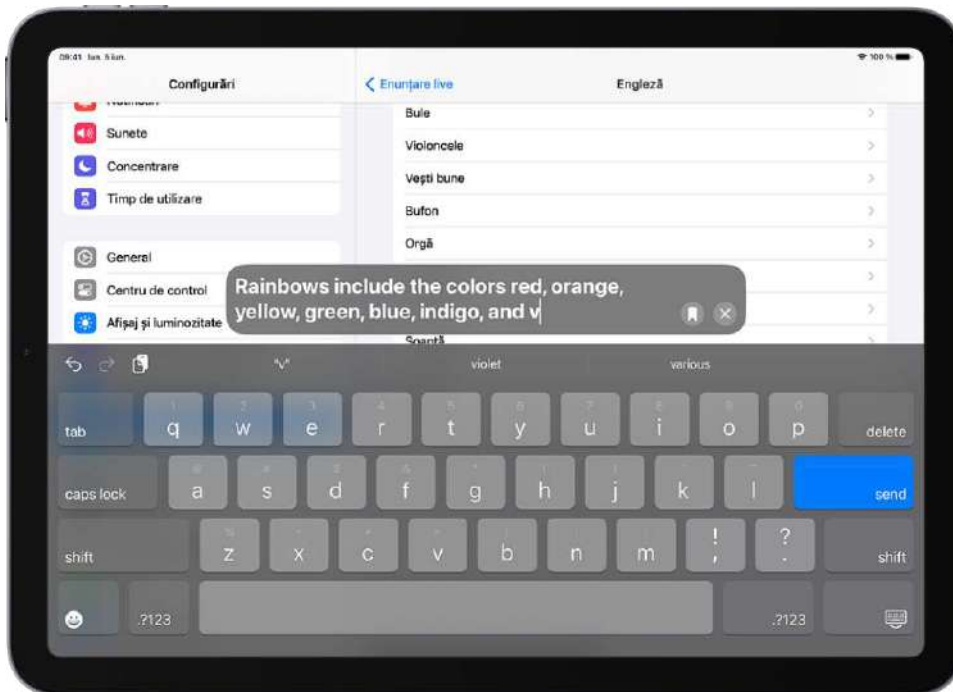 09:41 lun. 5 iun.
100 %
Configurări
Enunțare live
Engleză
Notificări
Sunete
Concentrare
Timp de utilizare
General
Centru de control
Afișaj și luminozitate
Bule
Violoncele
Vești bune
Bufon
Orgă
Șoaptă
Rainbows include the colors red, orange,
yellow, green, blue, indigo, and v
"v" violet various
tab q w e r t y u i o p delete
caps lock a s d f g h j k l send
shift z x c v b n m ! , ? . shift
.?123 .?123